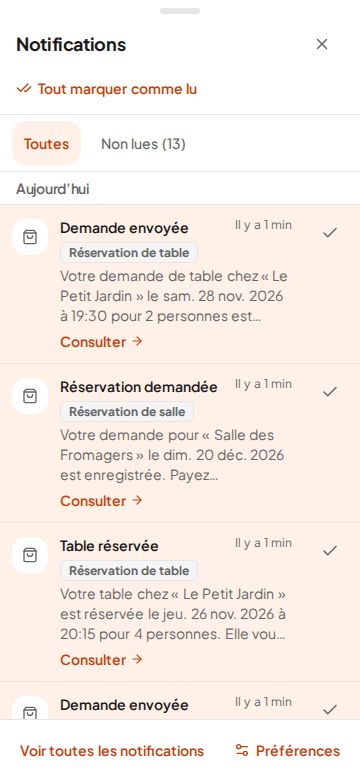 Notifications
Tout marquer comme lu
Toutes
Non lues (13)
Aujourd'hui
Demande envoyée
Il y a 1 min
Réservation de table
Votre demande de table chez « Le
Petit Jardin » le sam. 28 nov. 2026
à 19:30 pour 2 personnes est…
Consulter →
Réservation demandée
Il y a 1 min
Réservation de salle
Votre demande pour « Salle des
Fromagers » le dim. 20 déc. 2026
est enregistrée. Payez…
Consulter →
Table réservée
Il y a 1 min
Réservation de table
Votre table chez « Le Petit Jardin »
est réservée le jeu. 26 nov. 2026 à
20:15 pour 4 personnes. Elle vou…
Consulter →
Demande envoyée
Il y a 1 min
Voir toutes les notifications
Préférences